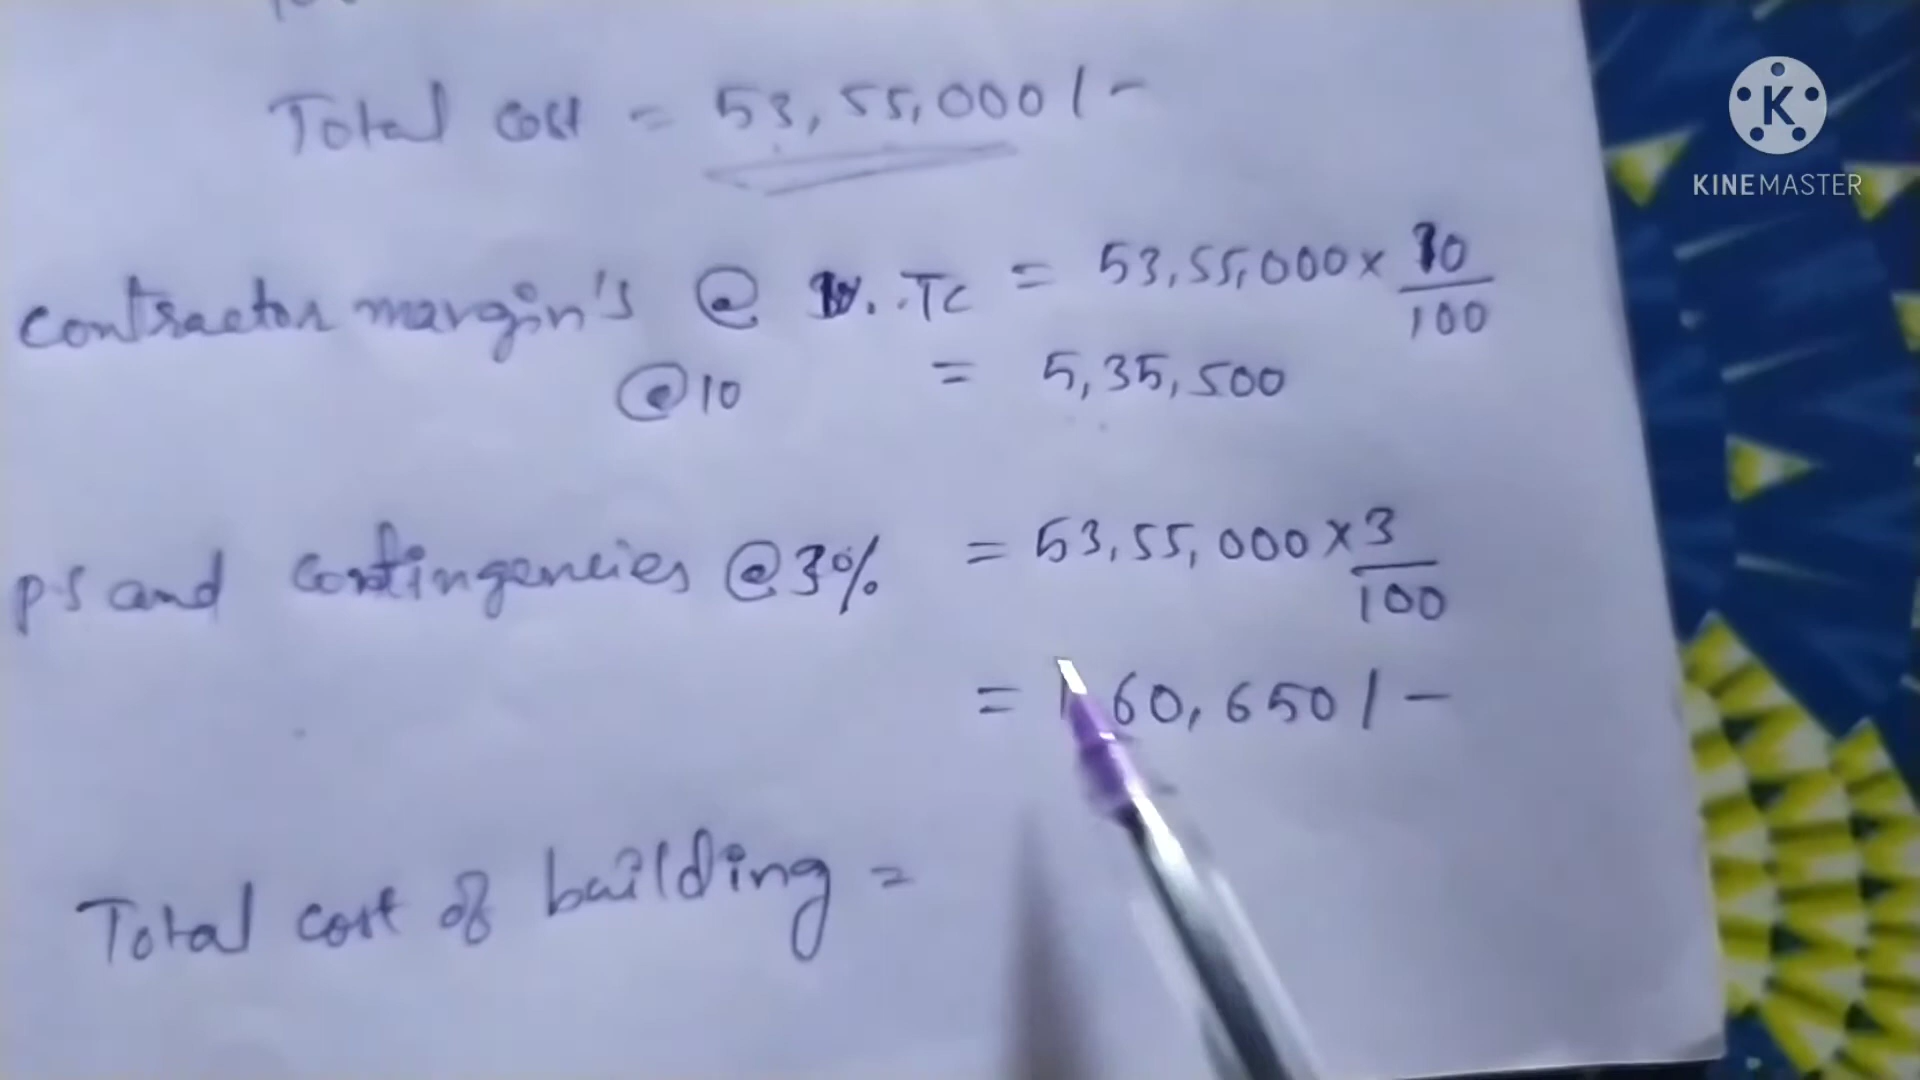 Total cost = 53,55,000/-
K
KINEMASTER
contractor margin's @ TC = 53,55,000 x 10/100
@10 = 5,35,500
p.s and contingencies @3% = 53,55,000 x 3/100
= 1,60,650/-
Total cost of building =